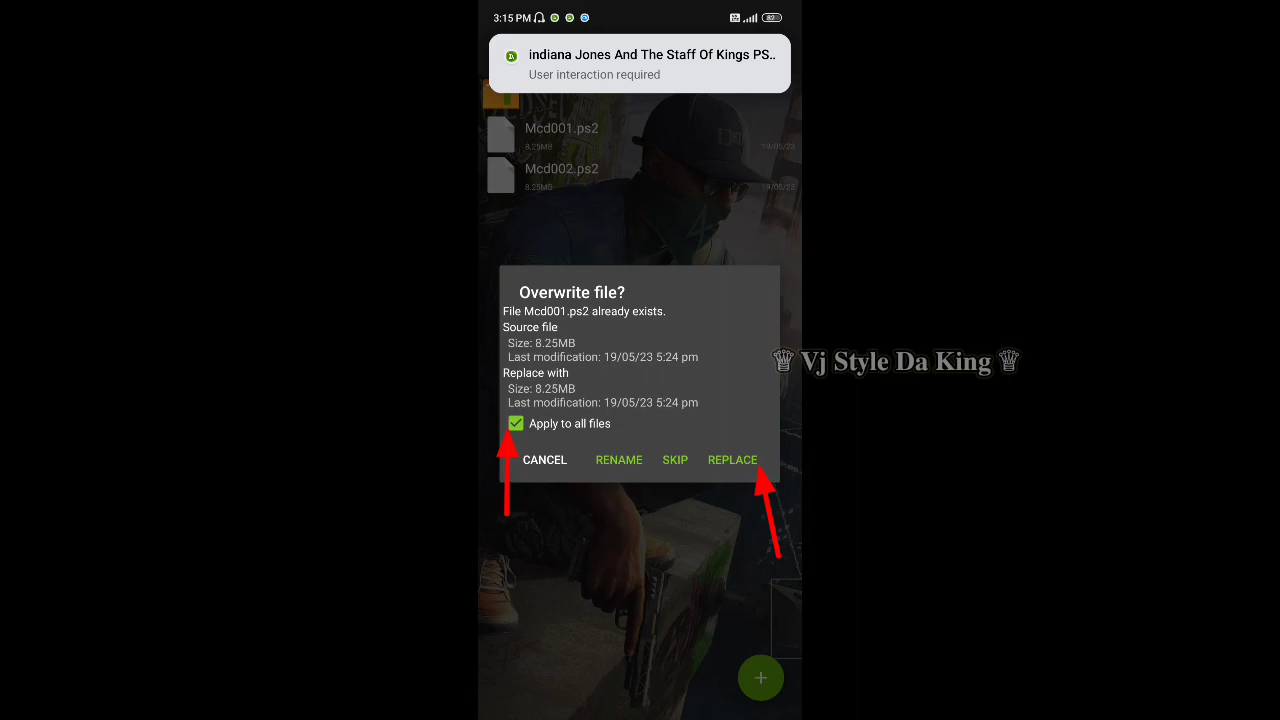 3:15 PM
82
indiana Jones And The Staff Of Kings PS..
User interaction required
Mcd001.ps2
8.25MB
19/05/23
Mcd002.ps2
8.25MB
19/05/23
Overwrite file?
File Mcd001.ps2 already exists.
Source file
Size: 8.25MB
Last modification: 19/05/23 5:24 pm
Replace with
Size: 8.25MB
Last modification: 19/05/23 5:24 pm
Apply to all files
CANCEL RENAME SKIP REPLACE
♕ Vj Style Da King ♕